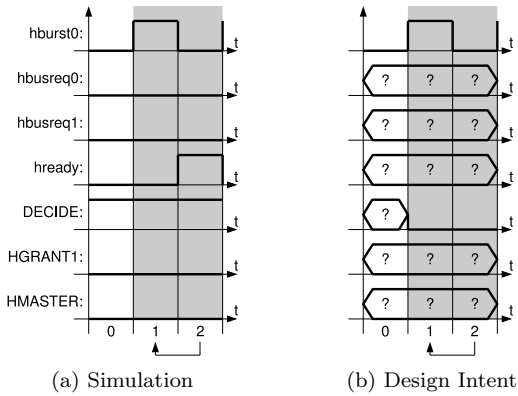 hburst0: t t
hbusreq0: t ? ? ? t
hbusreq1: t ? ? ? t
hready: t ? ? ? t
DECIDE: t ? t
HGRANT1: t ? ? ? t
HMASTER: t ? ? ? t
0 1 2 0 1 2
(a) Simulation (b) Design Intent